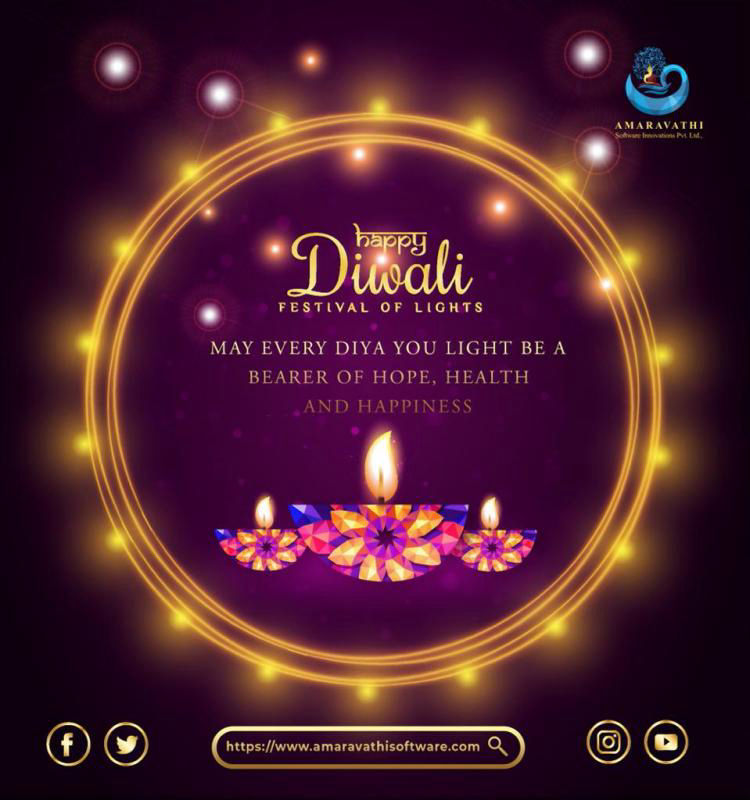 AMARAVATHI
Software Innovations Pvt. Ltd.,
happy
Diwali
FESTIVAL OF LIGHTS
MAY EVERY DIYA YOU LIGHT BE A
BEARER OF HOPE, HEALTH
AND HAPPINESS
https://www.amaravathisoftware.com